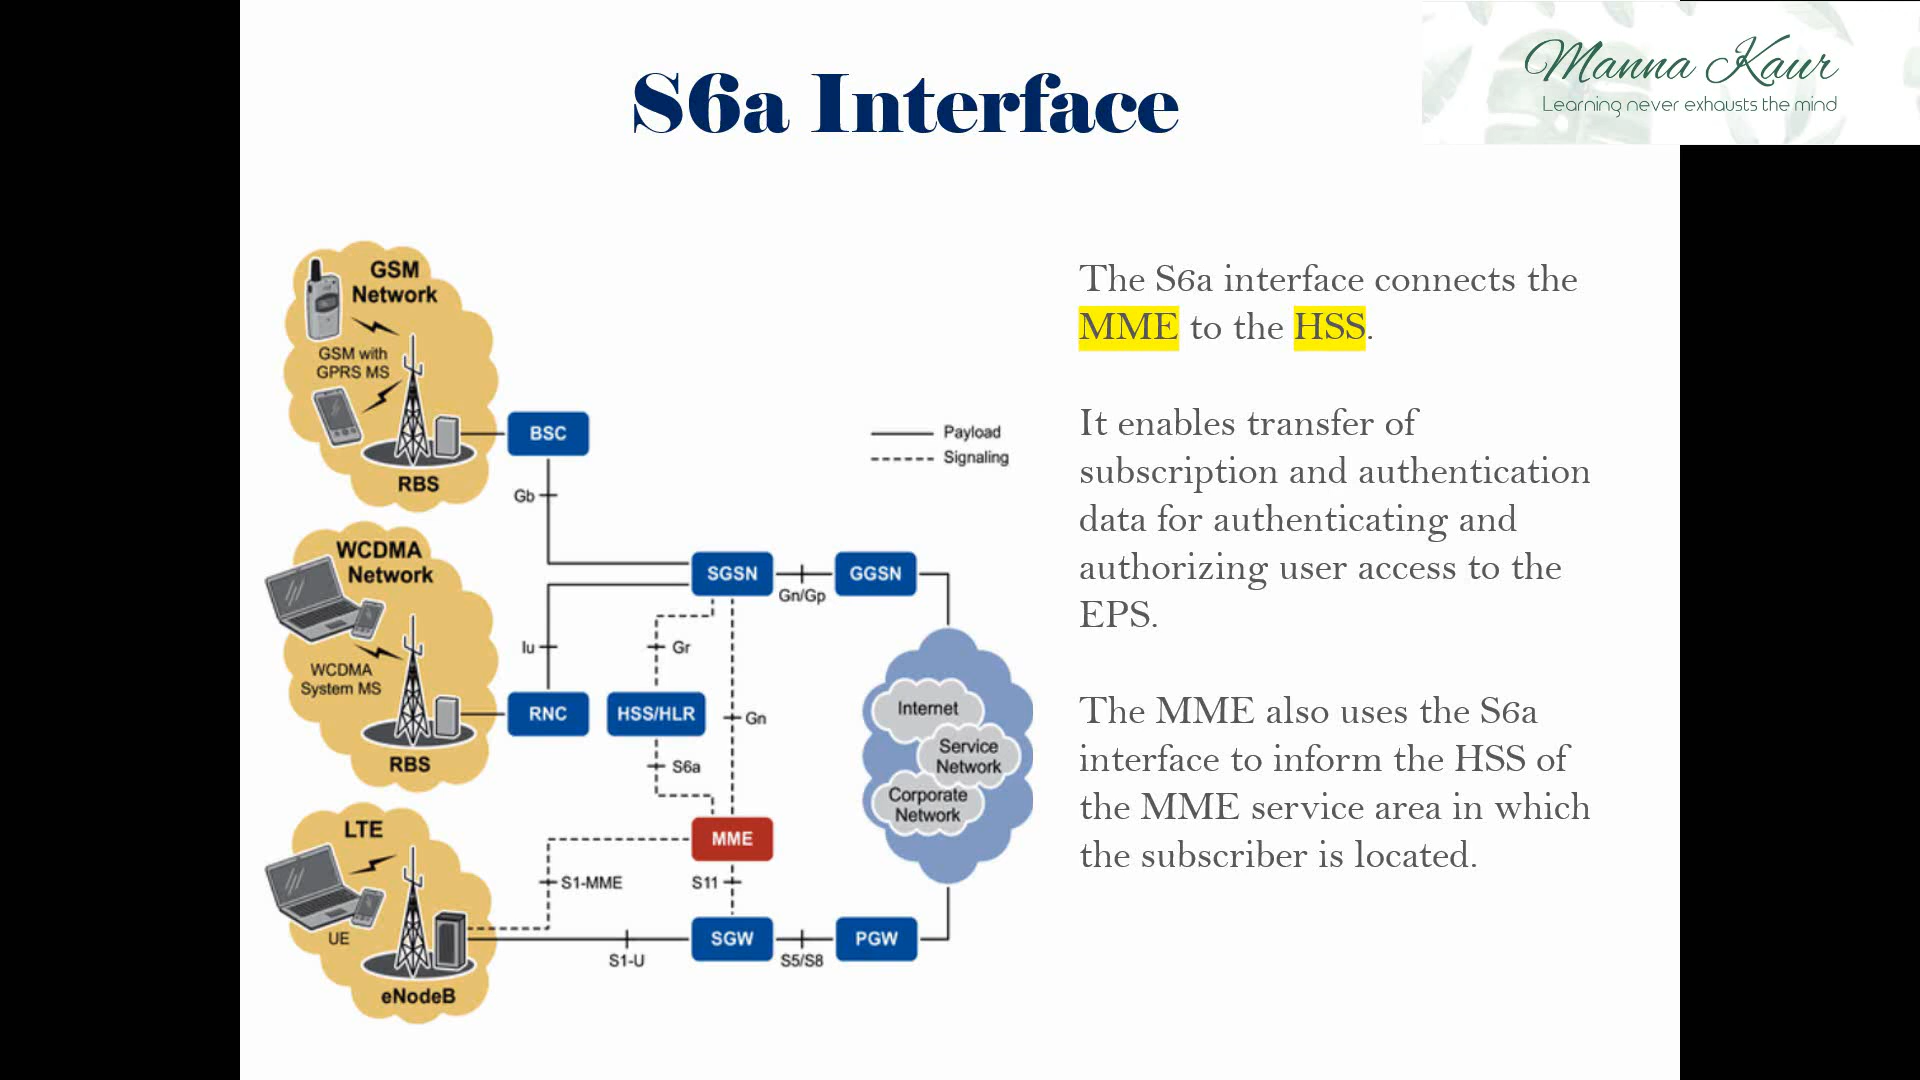 S6a Interface
Manna Kaur
Learning never exhausts the mind
GSM
Network
GSM with
GPRS MS
RBS
BSC
Gb
Payload
Signaling
WCDMA
Network
WCDMA
System MS
RBS
Iu
RNC
SGSN
Gn/Gp
GGSN
Gr
HSS/HLR
Gn
S6a
Internet
Service
Network
Corporate
Network
LTE
UE
eNodeB
MME
S1-MME
S11
SGW
S1-U
S5/S8
PGW
The S6a interface connects the
MME to the HSS.
It enables transfer of
subscription and authentication
data for authenticating and
authorizing user access to the
EPS.
The MME also uses the S6a
interface to inform the HSS of
the MME service area in which
the subscriber is located.